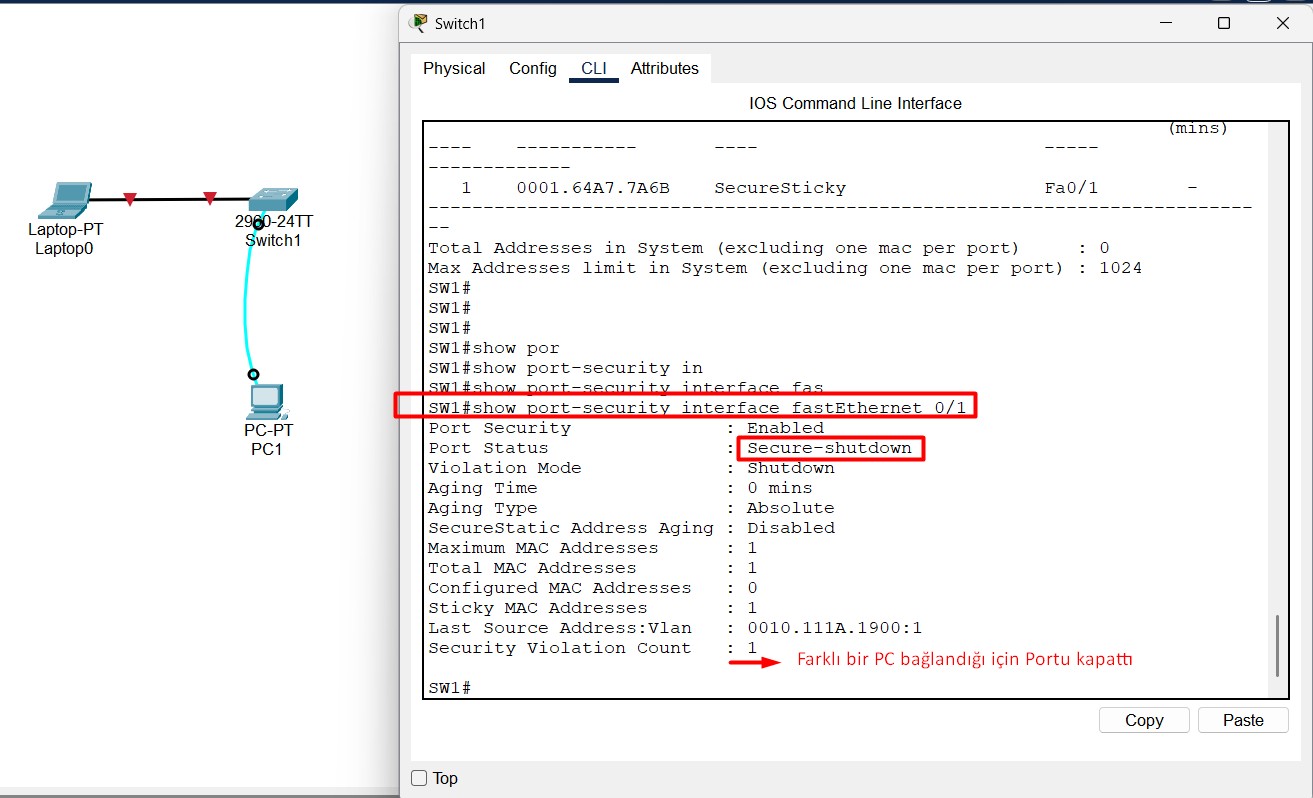 Switch1
Physical Config CLI Attributes
IOS Command Line Interface
(mins)
---- ----------- ---- -----
-------------
1 0001.64A7.7A6B SecureSticky Fa0/1 -
---------------------------------------------------------------------------
--
Total Addresses in System (excluding one mac per port) : 0
Max Addresses limit in System (excluding one mac per port) : 1024
SW1#
SW1#
SW1#
SW1#show por
SW1#show port-security in
SW1#show port-security interface fas
SW1#show port-security interface fastEthernet 0/1
Port Security : Enabled
Port Status : Secure-shutdown
Violation Mode : Shutdown
Aging Time : 0 mins
Aging Type : Absolute
SecureStatic Address Aging : Disabled
Maximum MAC Addresses : 1
Total MAC Addresses : 1
Configured MAC Addresses : 0
Sticky MAC Addresses : 1
Last Source Address:Vlan : 0010.111A.1900:1
Security Violation Count : 1
Farklı bir PC bağlandığı için Portu kapattı
SW1#
Copy Paste
Top
Laptop-PT
Laptop0
2960-24TT
Switch1
PC-PT
PC1